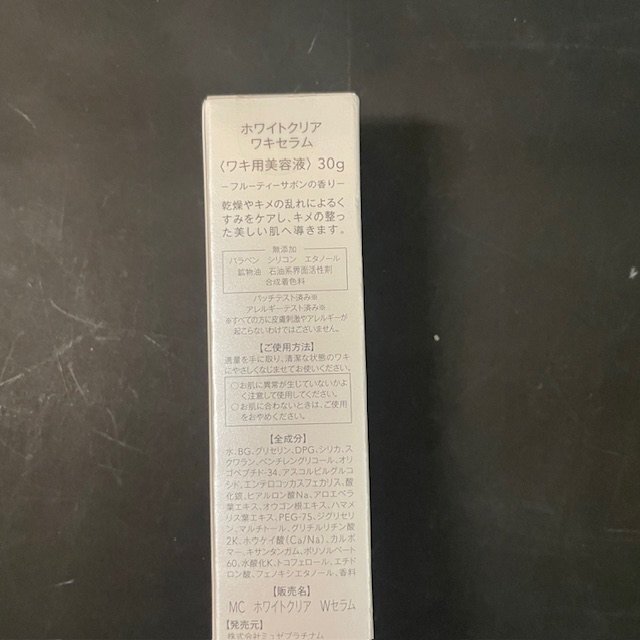 ホワイトクリア
ワキセラム
〈ワキ用美容液〉30g
−フルーティーサボンの香り−
乾燥やキメの乱れによるく
すみをケアし、キメの整っ
た美しい肌へ導きます。
無添加
パラベン シリコン エタノール
鉱物油 石油系界面活性剤
合成着色料
パッチテスト済み※
アレルギーテスト済み※
※すべての方に皮膚刺激やアレルギーが
起こらないわけではございません。
【ご使用方法】
適量を手に取り、清潔な状態のワキ
にやさしくなじませてお使いください。
○お肌に異常が生じていないかよ
く注意して使用してください。
○お肌に合わないときは、ご使用
をおやめください。
【全成分】
水、BG、グリセリン、DPG、シリカ、ス
クワラン、ペンチレングリコール、オリ
ゴペプチド-34、アスコルビルグルコ
シド、エンテロコッカスフェカリス、酸
化銀、ヒアルロン酸Na、アロエベラ
葉エキス、オウゴン根エキス、ハマメ
リス葉エキス、PEG-75、ジグリセリ
ン、マルチトール、グリチルリチン酸
2K、ホウケイ酸(Ca/Na)、カルボ
マー、キサンタンガム、ポリソルベート
60、水酸化K、トコフェロール、エチド
ロン酸、フェノキシエタノール、香料
【販売名】
MC ホワイトクリア Wセラム
【発売元】
株式会社ミュゼプラチナム